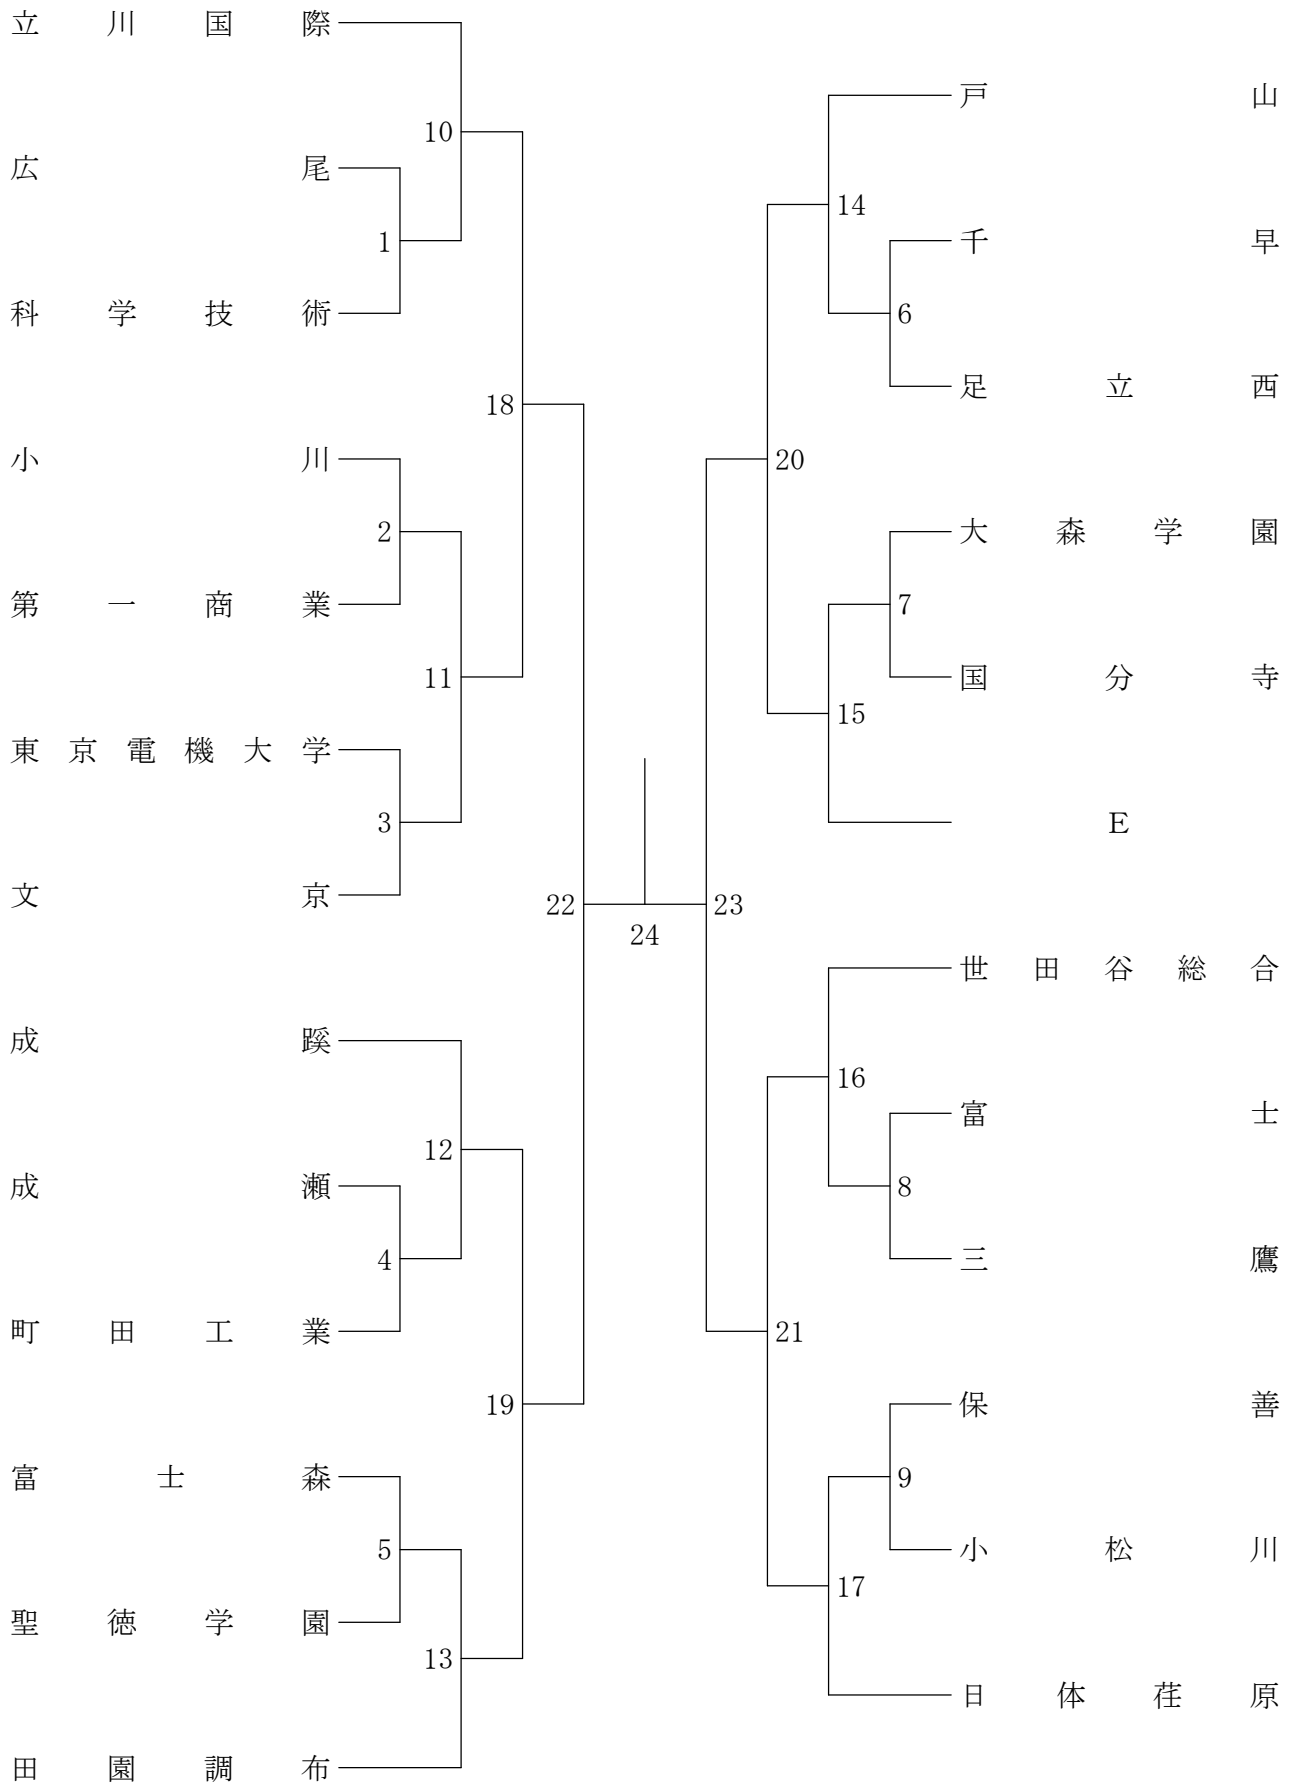 立川国際
広尾
科学技術
小川
第一商業
東京電機大学
文京
成蹊
成瀬
町田工業
富士森
聖徳学園
田園調布
1
2
3
4
5
10
11
12
13
18
19
22
24
23
20
21
14
15
16
17
6
7
8
9
戸山
千早
足立西
大森学園
国分寺
E
世田谷総合
富士
三鷹
保善
小松川
日体荏原